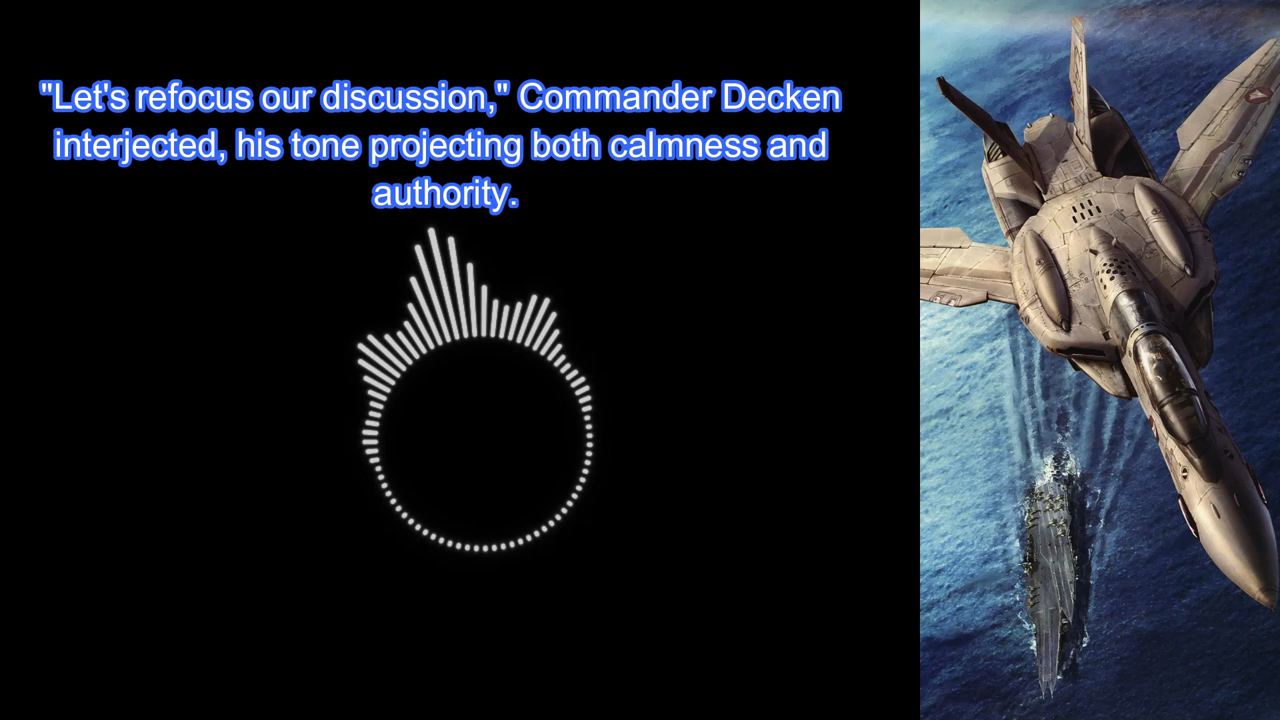 "Let's refocus our discussion," Commander Decken
interjected, his tone projecting both calmness and
authority.